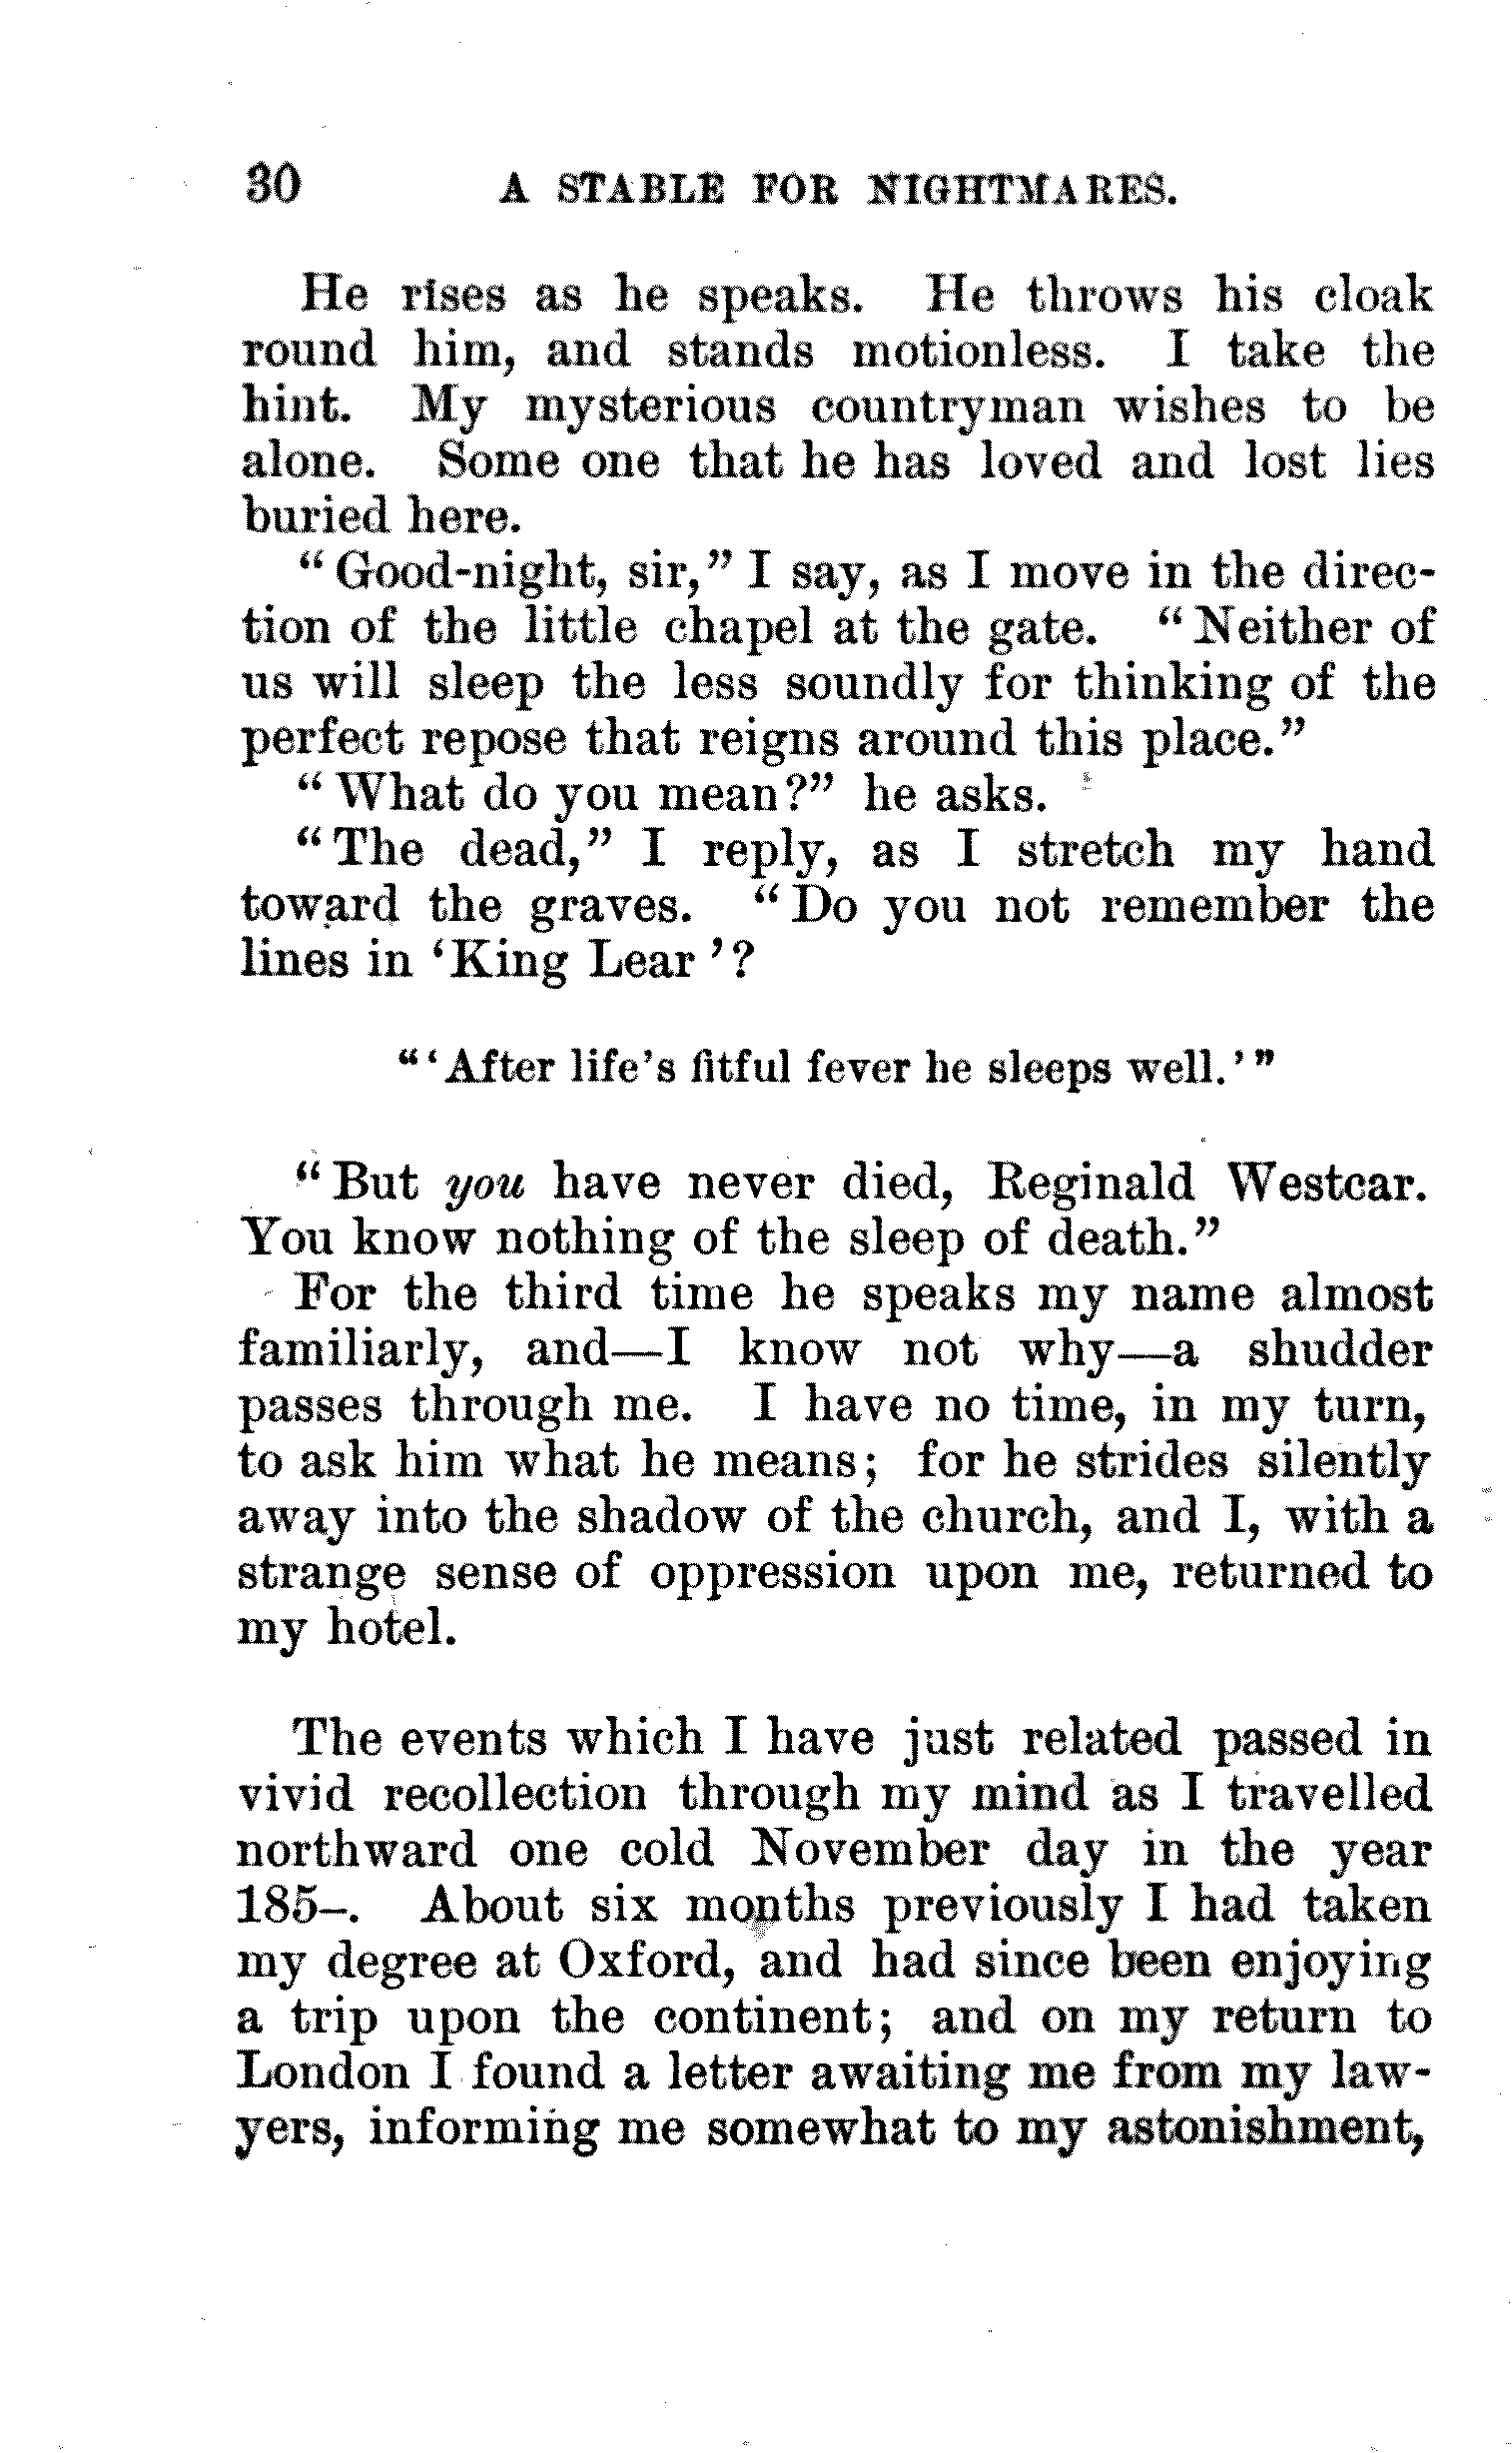 30 A STABLE FOR NIGHTMARES.
He rises as he speaks. He throws his cloak
round him, and stands motionless. I take the
hint. My mysterious countryman wishes to be
alone. Some one that he has loved and lost lies
buried here.
“Good-night, sir,” I say, as I move in the direc-
tion of the little chapel at the gate. “Neither of
us will sleep the less soundly for thinking of the
perfect repose that reigns around this place.”
“What do you mean?” he asks.
“The dead,” I reply, as I stretch my hand
toward the graves. “Do you not remember the
lines in ‘King Lear’?
“‘After life’s fitful fever he sleeps well.’”
“But you have never died, Reginald Westcar.
You know nothing of the sleep of death.”
For the third time he speaks my name almost
familiarly, and—I know not why—a shudder
passes through me. I have no time, in my turn,
to ask him what he means; for he strides silently
away into the shadow of the church, and I, with a
strange sense of oppression upon me, returned to
my hotel.
The events which I have just related passed in
vivid recollection through my mind as I travelled
northward one cold November day in the year
185–. About six months previously I had taken
my degree at Oxford, and had since been enjoying
a trip upon the continent; and on my return to
London I found a letter awaiting me from my law-
yers, informing me somewhat to my astonishment,